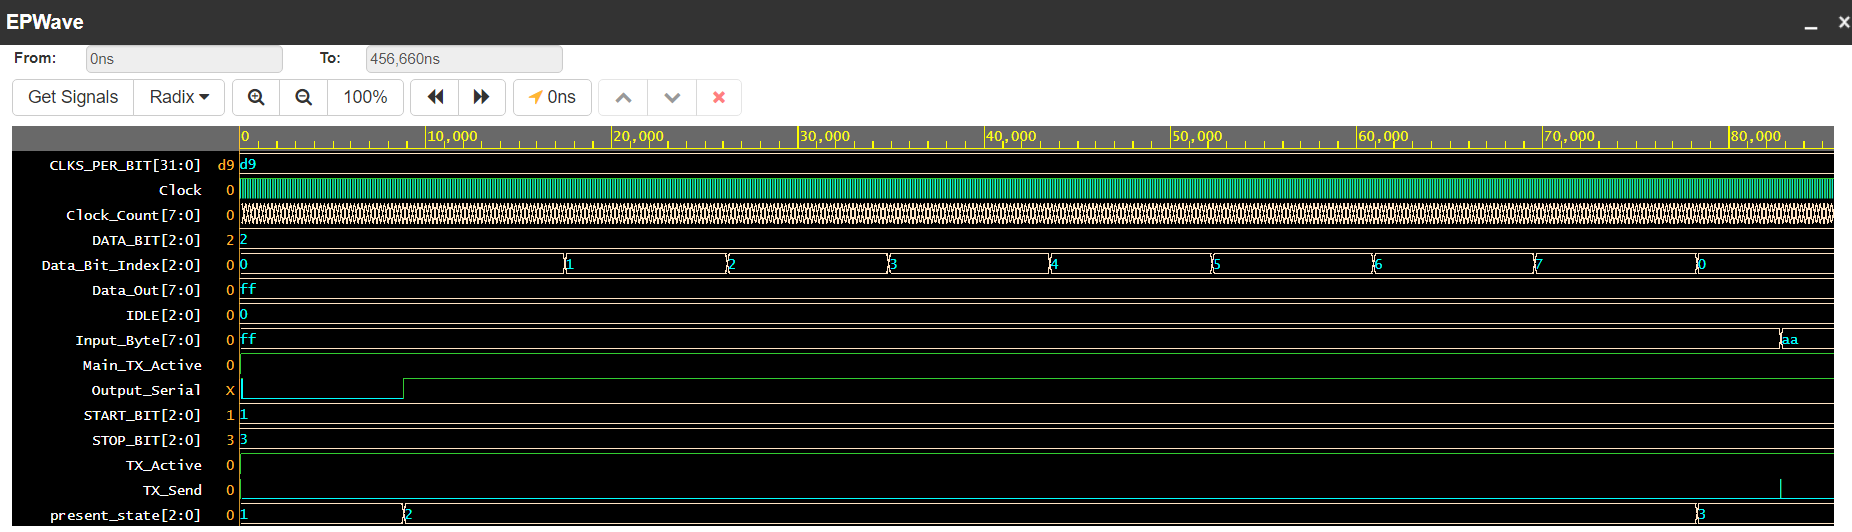 EPWave
From: 0ns To: 456,660ns
Get Signals Radix 100% 0ns
0 10,000 20,000 30,000 40,000 50,000 60,000 70,000 80,000
CLKS_PER_BIT[31:0] d9 d9
Clock 0
Clock_Count[7:0] 0
DATA_BIT[2:0] 2 2
Data_Bit_Index[2:0] 0 0 1 2 3 4 5 6 7 0
Data_Out[7:0] 0 ff
IDLE[2:0] 0 0
Input_Byte[7:0] 0 ff aa
Main_TX_Active 0
Output_Serial X
START_BIT[2:0] 1 1
STOP_BIT[2:0] 3 3
TX_Active 0
TX_Send 0
present_state[2:0] 0 1 2 3